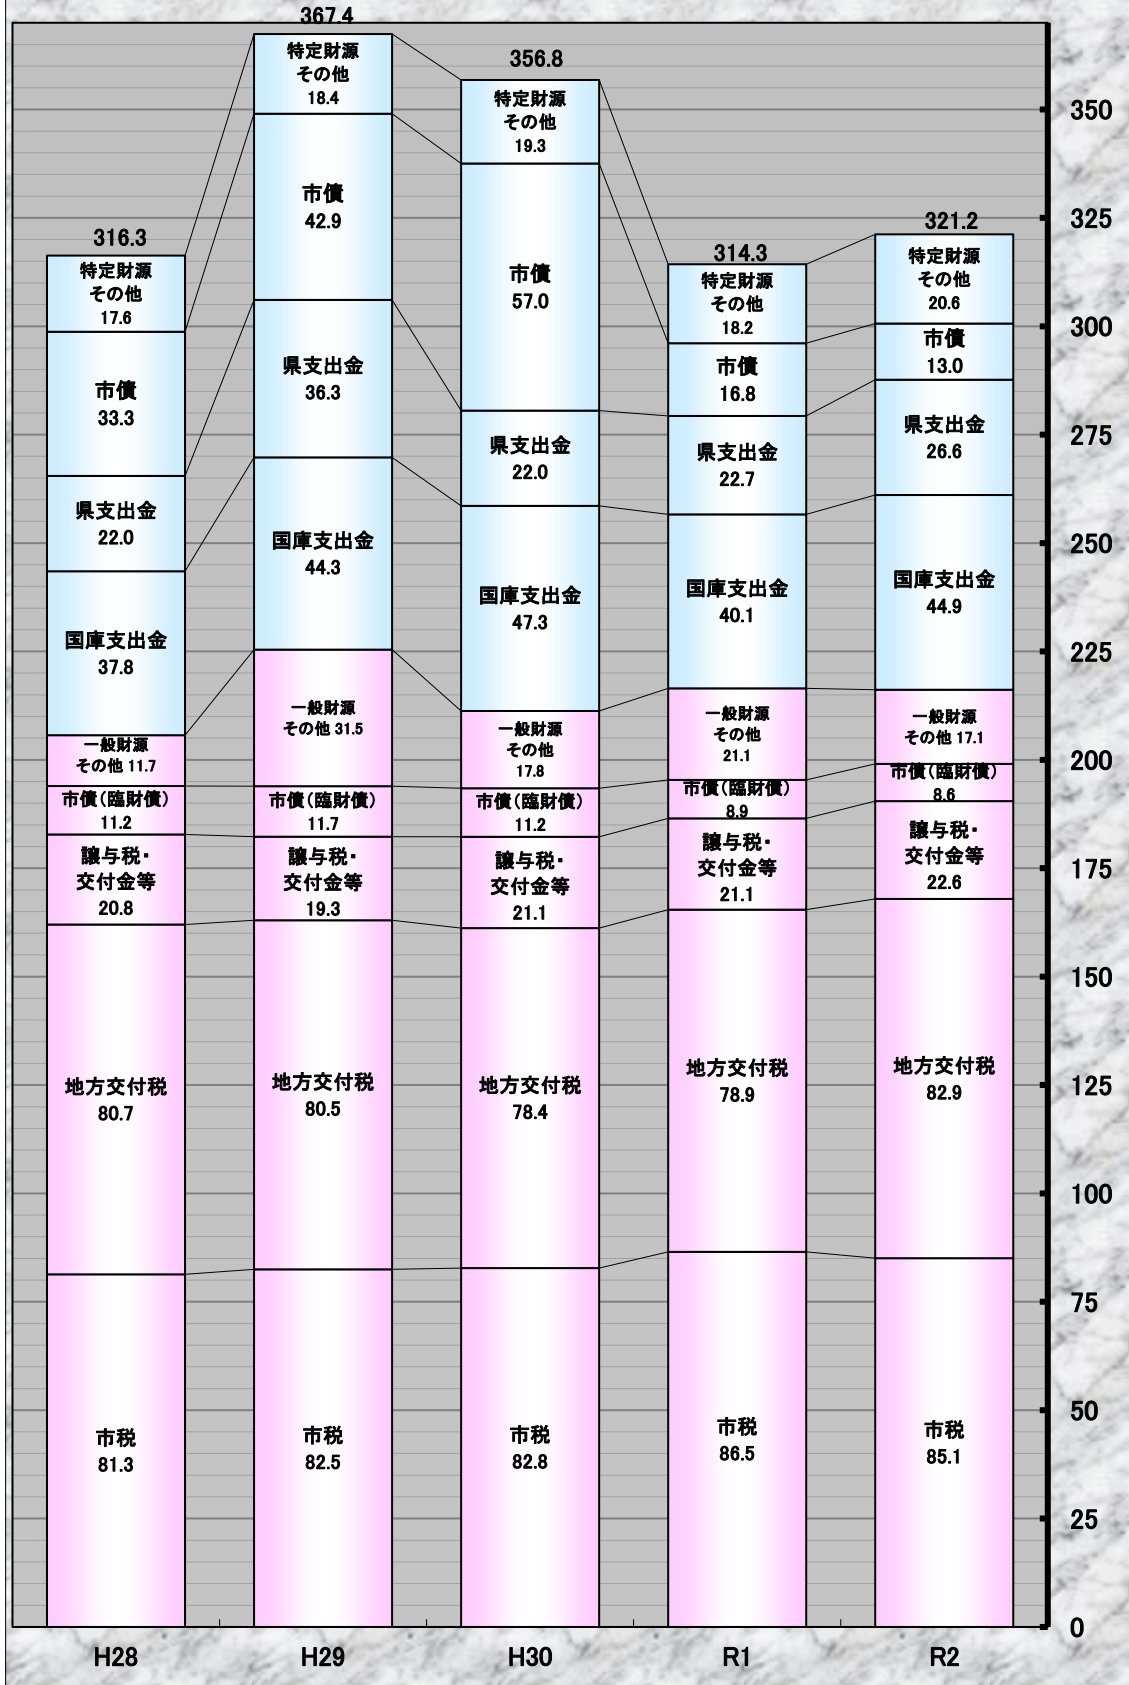 316.3
特定財源
その他
17.6
市債
33.3
県支出金
22.0
国庫支出金
37.8
一般財源
その他 11.7
市債(臨財債)
11.2
譲与税・
交付金等
20.8
地方交付税
80.7
市税
81.3
H28
367.4
特定財源
その他
18.4
市債
42.9
県支出金
36.3
国庫支出金
44.3
一般財源
その他 31.5
市債(臨財債)
11.7
譲与税・
交付金等
19.3
地方交付税
80.5
市税
82.5
H29
356.8
特定財源
その他
19.3
市債
57.0
県支出金
22.0
国庫支出金
47.3
一般財源
その他
17.8
市債(臨財債)
11.2
譲与税・
交付金等
21.1
地方交付税
78.4
市税
82.8
H30
314.3
特定財源
その他
18.2
市債
16.8
県支出金
22.7
国庫支出金
40.1
一般財源
その他
21.1
市債(臨財債)
8.9
譲与税・
交付金等
21.1
地方交付税
78.9
市税
86.5
R1
321.2
特定財源
その他
20.6
市債
13.0
県支出金
26.6
国庫支出金
44.9
一般財源
その他 17.1
市債(臨財債)
8.6
譲与税・
交付金等
22.6
地方交付税
82.9
市税
85.1
R2
350
325
300
275
250
225
200
175
150
125
100
75
50
25
0